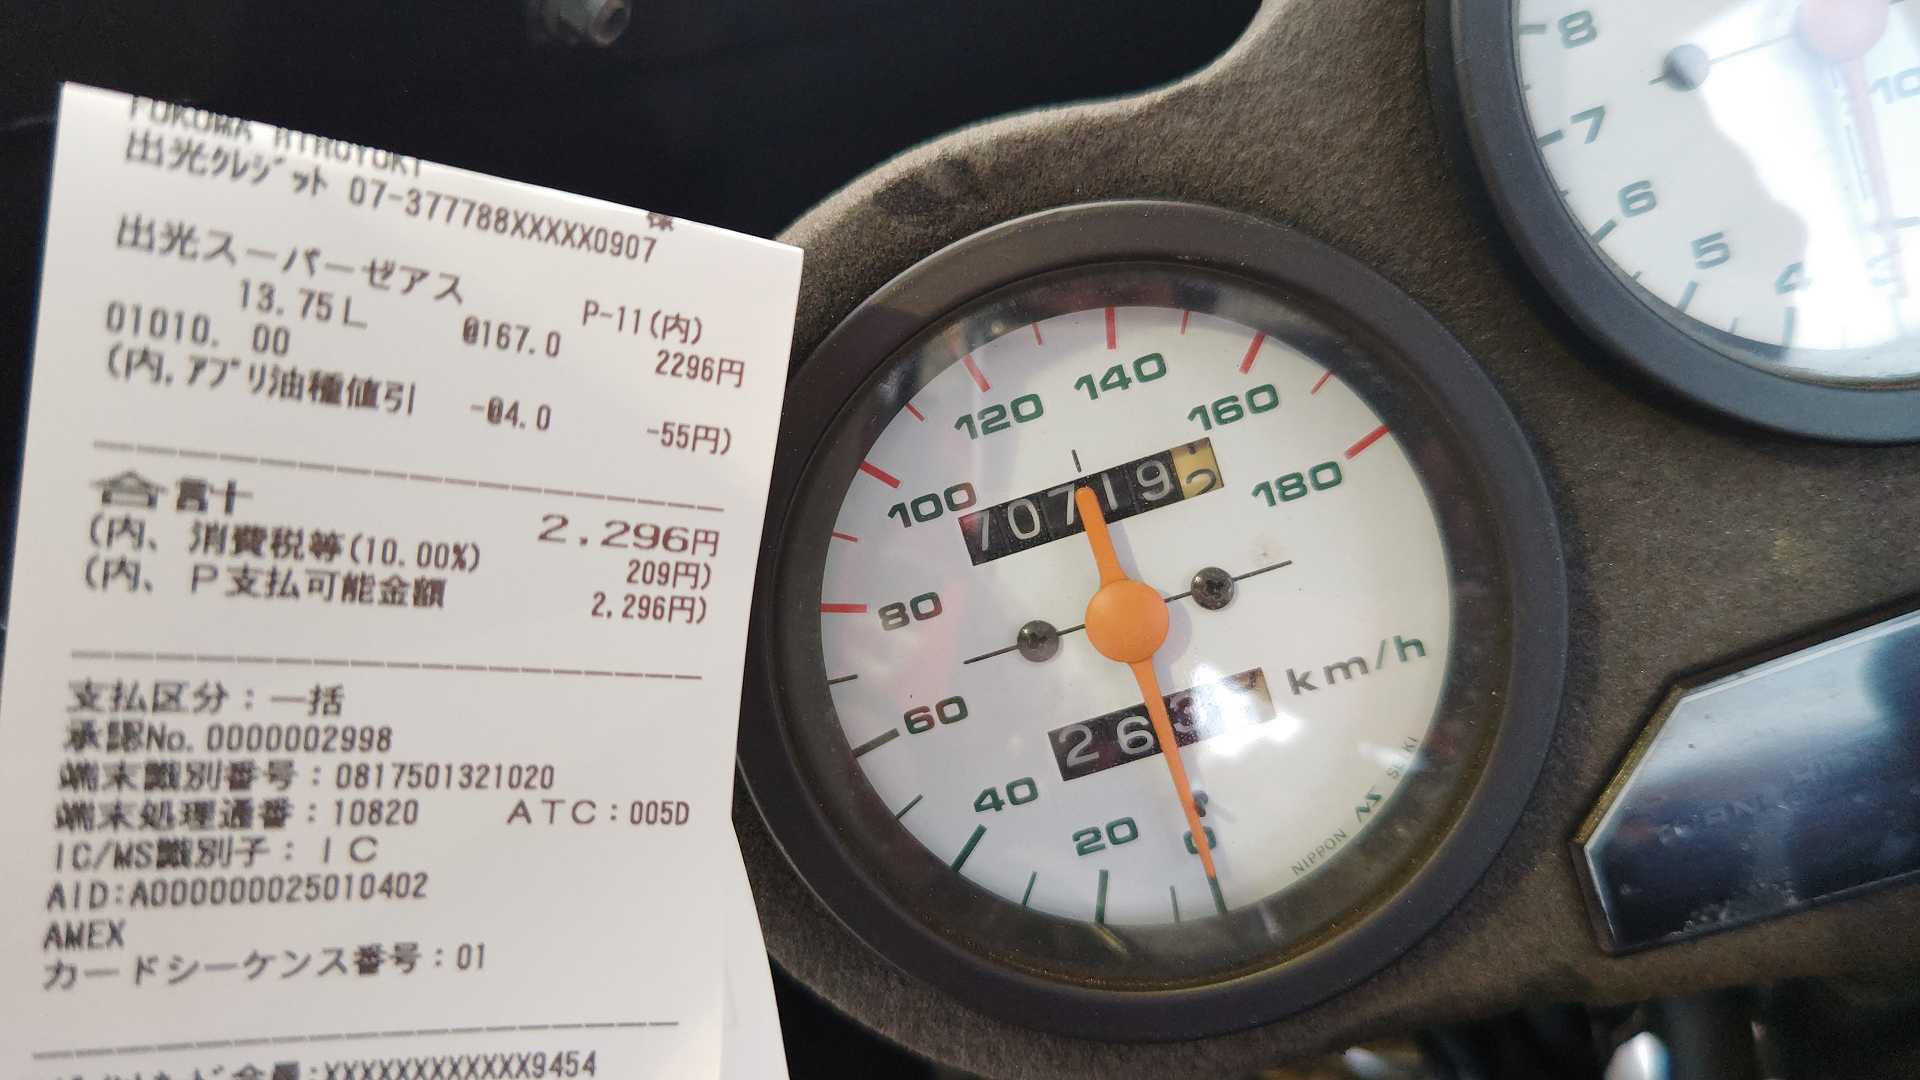 出光クレジット 07-377788XXXXX0907
様
出光スーパーゼアス
13.75L @167.0 P-11(内)
01010. 00 2296円
(内.アプリ油種値引 -@4.0 -55円)
合計 2.296円
(内、消費税等(10.00%) 209円)
(内、P支払可能金額 2.296円)
支払区分:一括
承認No.0000002998
端末識別番号:0817501321020
端末処理通番:10820 ATC:005D
IC/MS識別子:IC
AID:A000000025010402
AMEX
カードシーケンス番号:01
XXXXXXXXXXXX9454
0
20
40
60
80
100
120
140
160
180
70719
263
km/h
NIPPON
3
4
5
6
7
8
10